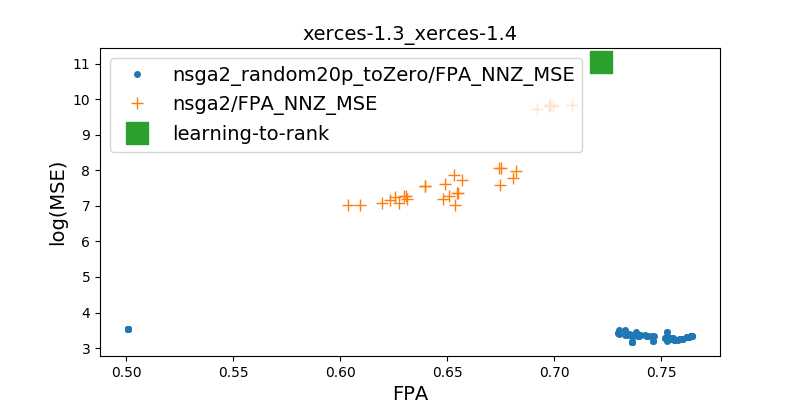 xerces-1.3_xerces-1.4
nsga2_random20p_toZero/FPA_NNZ_MSE
nsga2/FPA_NNZ_MSE
learning-to-rank
log(MSE)
11
10
9
8
7
6
5
4
3
0.50 0.55 0.60 0.65 0.70 0.75
FPA